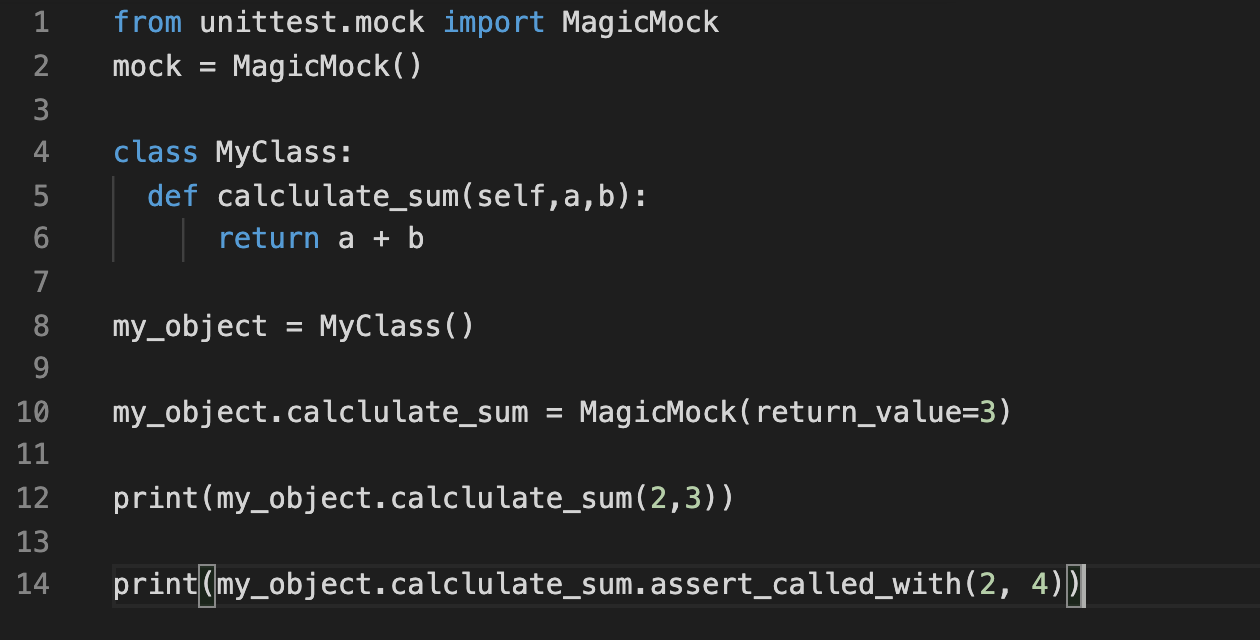 1 from unittest.mock import MagicMock
2 mock = MagicMock()
3
4 class MyClass:
5   def calclulate_sum(self,a,b):
6       return a + b
7
8 my_object = MyClass()
9
10 my_object.calclulate_sum = MagicMock(return_value=3)
11
12 print(my_object.calclulate_sum(2,3))
13
14 print(my_object.calclulate_sum.assert_called_with(2, 4))